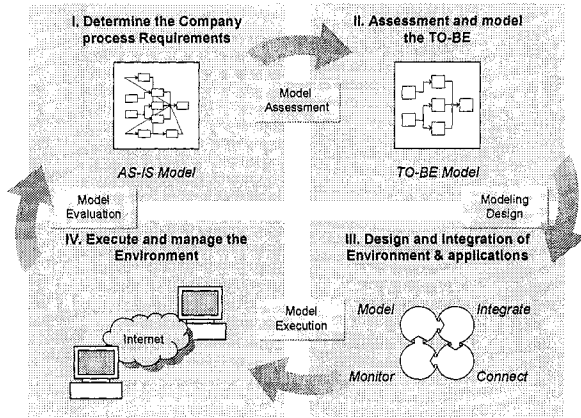 I. Determine the Company
process Requirements
AS-IS Model
Model
Assessment
II. Assessment and model
the TO-BE
TO-BE Model
Modeling
Design
III. Design and Integration of
Environment & applications
Model
Integrate
Monitor
Connect
Model
Execution
IV. Execute and manage the
Environment
Internet
Model
Evaluation